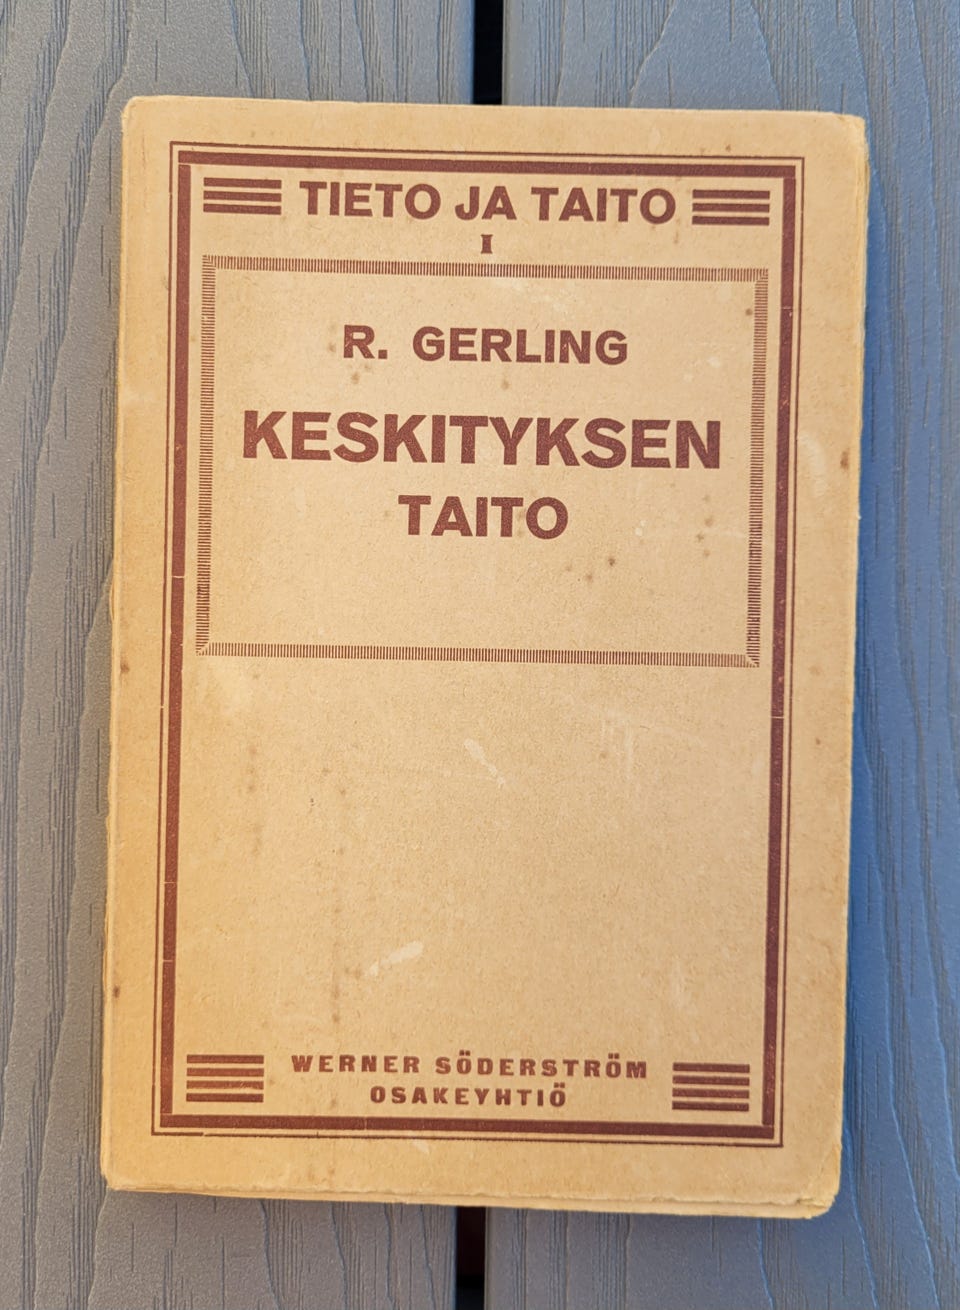 TIETO JA TAITO
I
R. GERLING
KESKITYKSEN
TAITO
WERNER SÖDERSTRÖM
OSAKEYHTIÖ